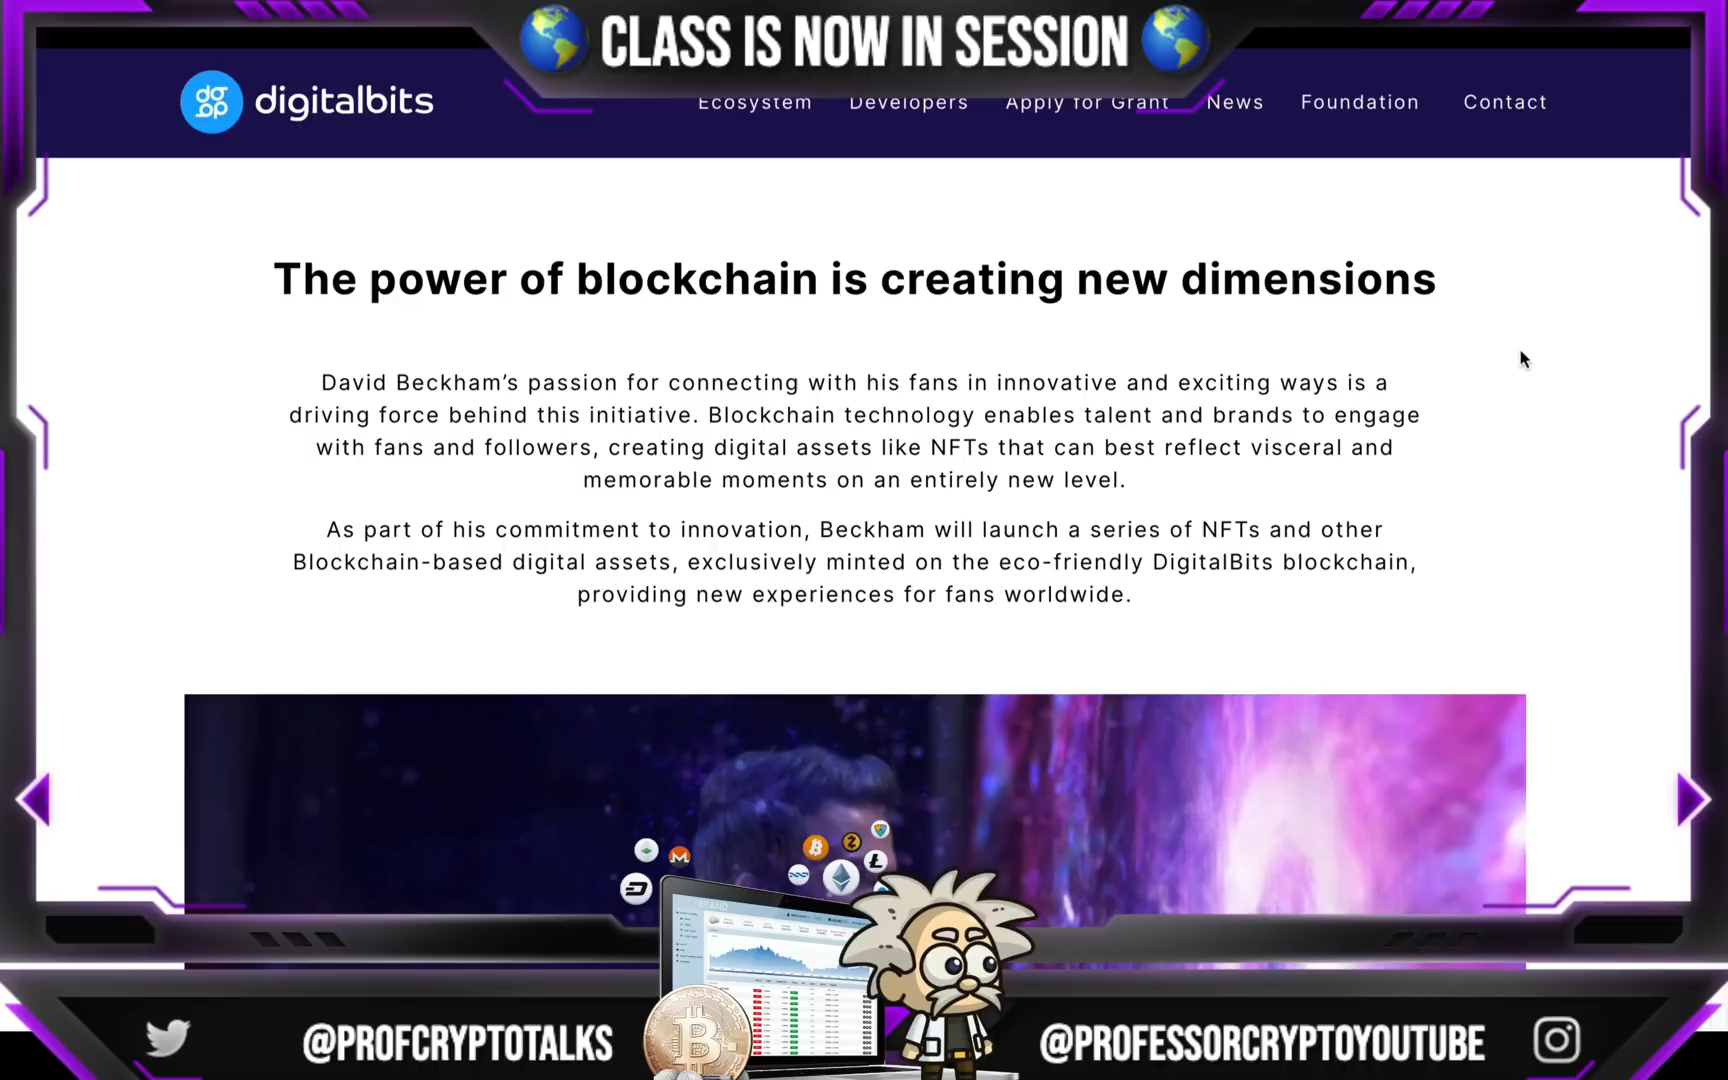 CLASS IS NOW IN SESSION
digitalbits
Ecosystem Developers Apply for Grant News Foundation Contact
The power of blockchain is creating new dimensions
David Beckham’s passion for connecting with his fans in innovative and exciting ways is a
driving force behind this initiative. Blockchain technology enables talent and brands to engage
with fans and followers, creating digital assets like NFTs that can best reflect visceral and
memorable moments on an entirely new level.
As part of his commitment to innovation, Beckham will launch a series of NFTs and other
Blockchain-based digital assets, exclusively minted on the eco-friendly DigitalBits blockchain,
providing new experiences for fans worldwide.
BRAND
@PROFCRYPTOTALKS
@PROFESSORCRYPTOYOUTUBE